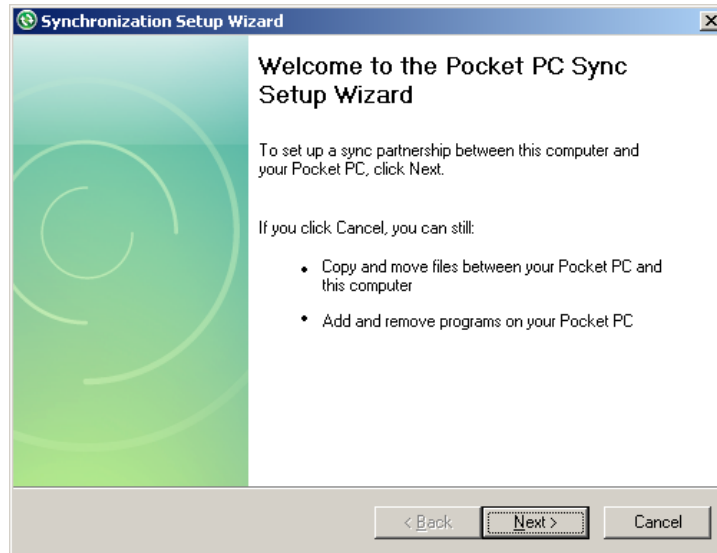 Synchronization Setup Wizard
Welcome to the Pocket PC Sync
Setup Wizard
To set up a sync partnership between this computer and
your Pocket PC, click Next.
If you click Cancel, you can still:
• Copy and move files between your Pocket PC and
this computer
• Add and remove programs on your Pocket PC
< Back
Next >
Cancel